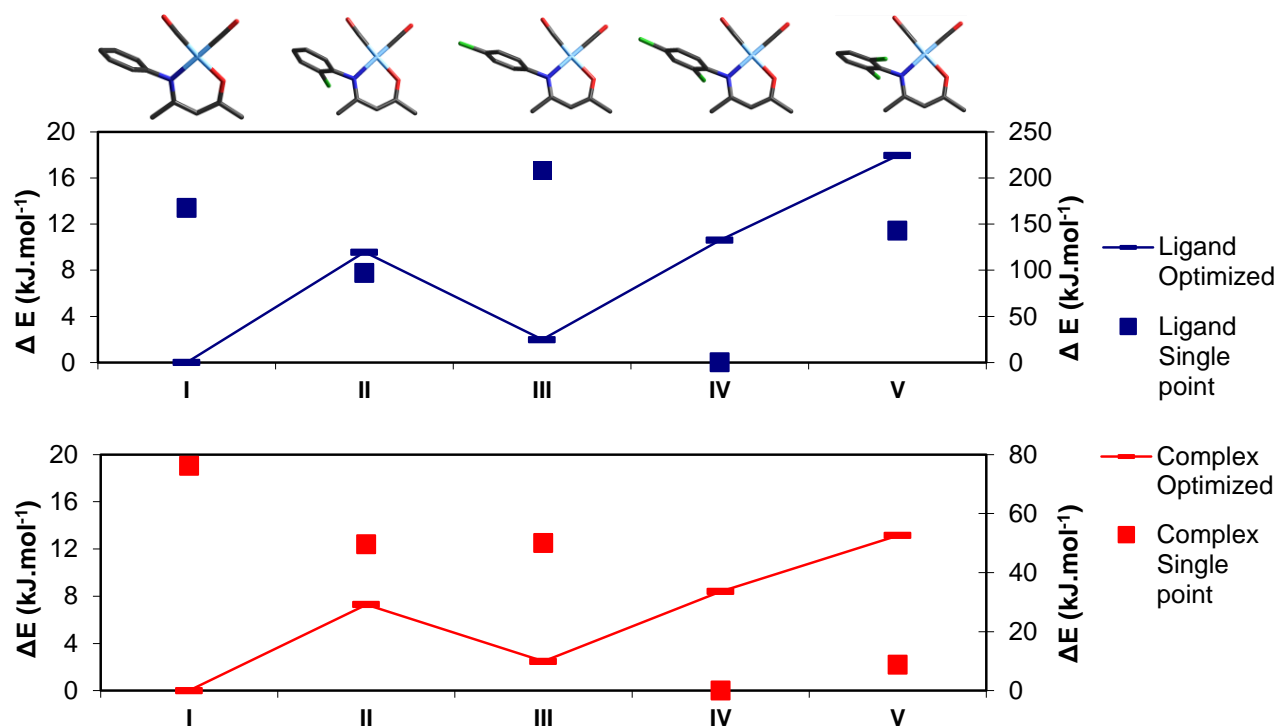 20
16
12
8
4
0
Δ E (kJ.mol-1)
250
200
150
100
50
0
Δ E (kJ.mol-1)
I II III IV V
Ligand
Optimized
Ligand
Single
point
20
16
12
8
4
0
ΔE (kJ.mol-1)
80
60
40
20
0
ΔE (kJ.mol-1)
I II III IV V
Complex
Optimized
Complex
Single
point